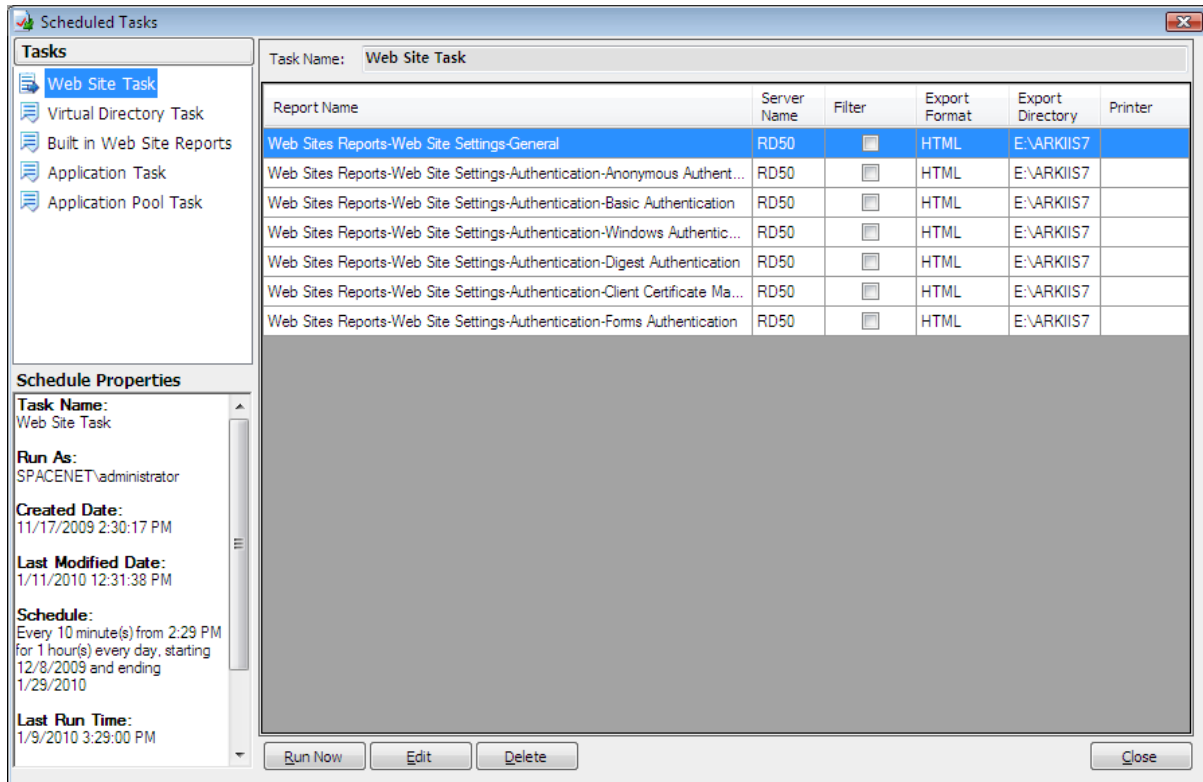 Scheduled Tasks
Tasks
Web Site Task
Virtual Directory Task
Built in Web Site Reports
Application Task
Application Pool Task
Schedule Properties
Task Name:
Web Site Task
Run As:
SPACENET\administrator
Created Date:
11/17/2009 2:30:17 PM
Last Modified Date:
1/11/2010 12:31:38 PM
Schedule:
Every 10 minute(s) from 2:29 PM
for 1 hour(s) every day, starting
12/8/2009 and ending
1/29/2010
Last Run Time:
1/9/2010 3:29:00 PM
Task Name: Web Site Task
Report Name Server Name Filter Export Format Export Directory Printer
Web Sites Reports-Web Site Settings-General RD50 HTML E:\ARKIIS7
Web Sites Reports-Web Site Settings-Authentication-Anonymous Authent... RD50 HTML E:\ARKIIS7
Web Sites Reports-Web Site Settings-Authentication-Basic Authentication RD50 HTML E:\ARKIIS7
Web Sites Reports-Web Site Settings-Authentication-Windows Authentic... RD50 HTML E:\ARKIIS7
Web Sites Reports-Web Site Settings-Authentication-Digest Authentication RD50 HTML E:\ARKIIS7
Web Sites Reports-Web Site Settings-Authentication-Client Certificate Ma... RD50 HTML E:\ARKIIS7
Web Sites Reports-Web Site Settings-Authentication-Forms Authentication RD50 HTML E:\ARKIIS7
Run Now Edit Delete Close